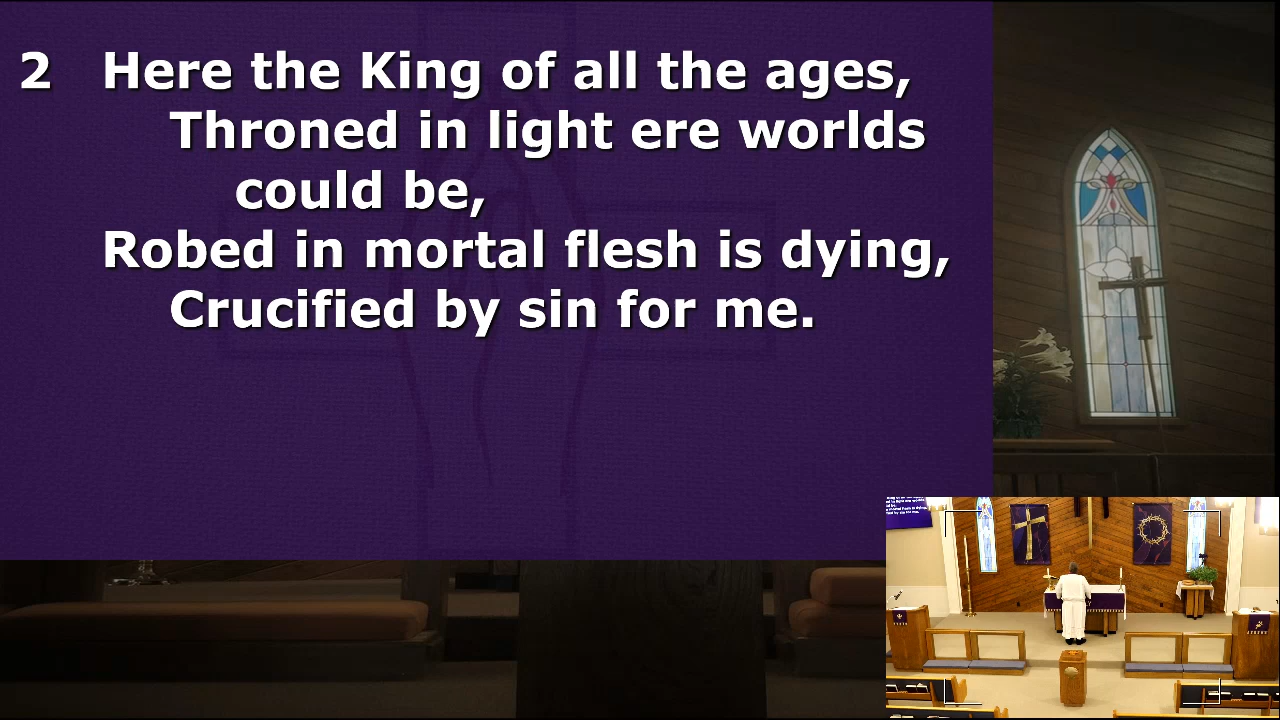 2 Here the King of all the ages,
Throned in light ere worlds
could be,
Robed in mortal flesh is dying,
Crucified by sin for me.